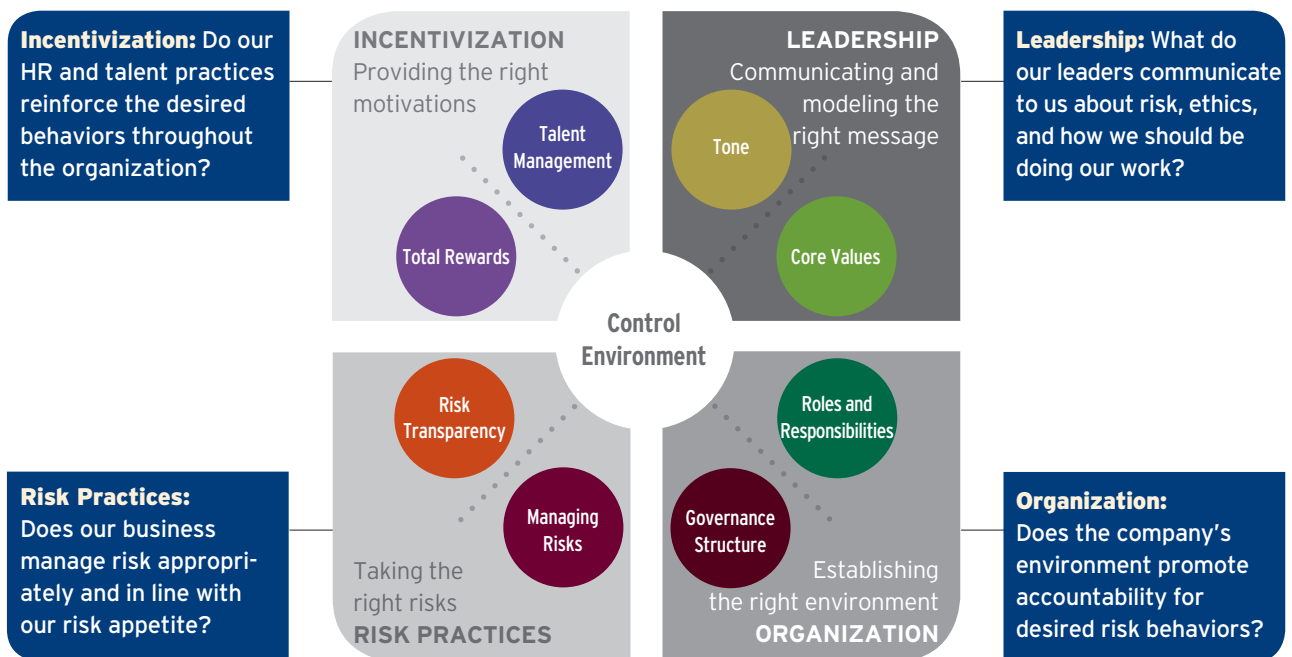 Incentivization: Do our
HR and talent practices
reinforce the desired
behaviors throughout
the organization?
INCENTIVIZATION
Providing the right
motivations
Talent
Management
Total Rewards
LEADERSHIP
Communicating and
modeling the
right message
Tone
Core Values
Leadership: What do
our leaders communicate
to us about risk, ethics,
and how we should be
doing our work?
Control
Environment
Risk Practices:
Does our business
manage risk appropri-
ately and in line with
our risk appetite?
Risk
Transparency
Managing
Risks
Taking the
right risks
RISK PRACTICES
Roles and
Responsibilities
Governance
Structure
Establishing
the right environment
ORGANIZATION
Organization:
Does the company’s
environment promote
accountability for
desired risk behaviors?